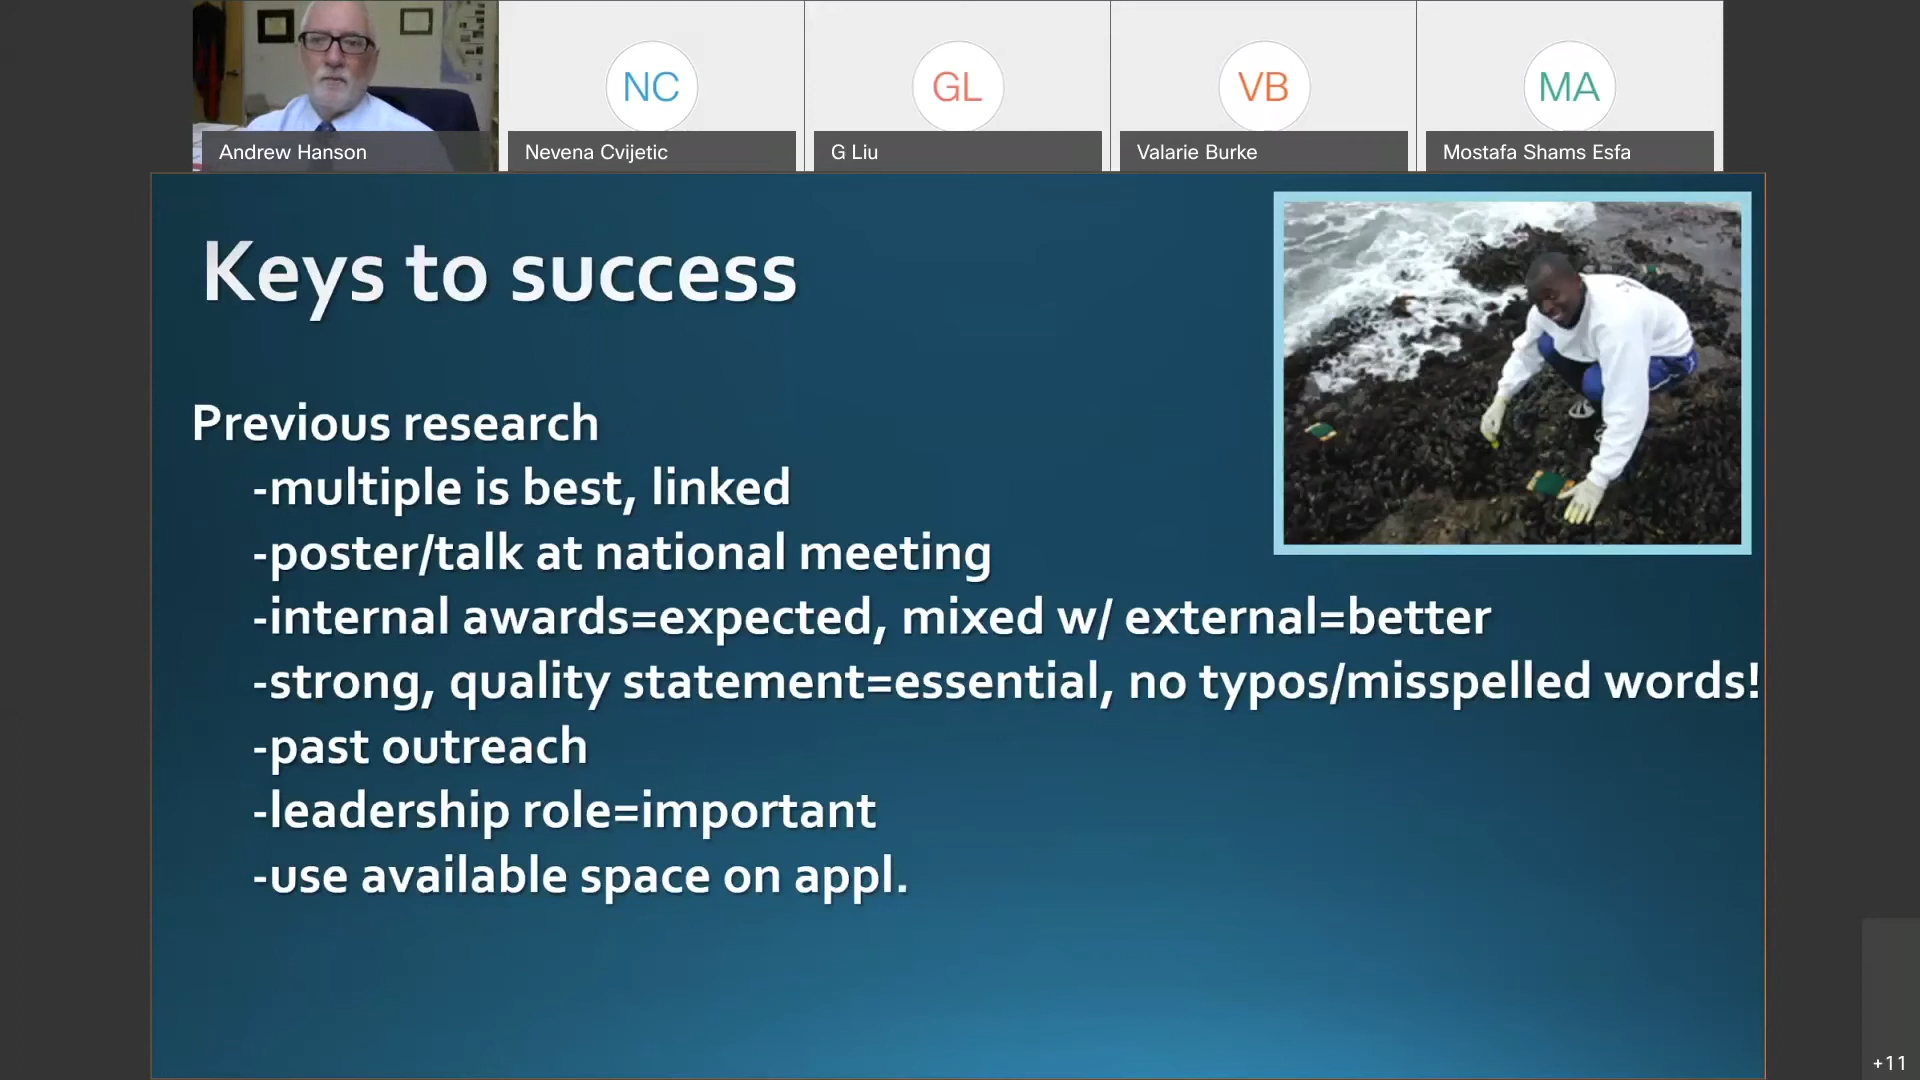 NC
GL
VB
MA
Andrew Hanson
Nevena Cvijetic
G Liu
Valarie Burke
Mostafa Shams Esfa
Keys to success
Previous research
-multiple is best, linked
-poster/talk at national meeting
-internal awards=expected, mixed w/ external=better
-strong, quality statement=essential, no typos/misspelled words!
-past outreach
-leadership role=important
-use available space on appl.
+11